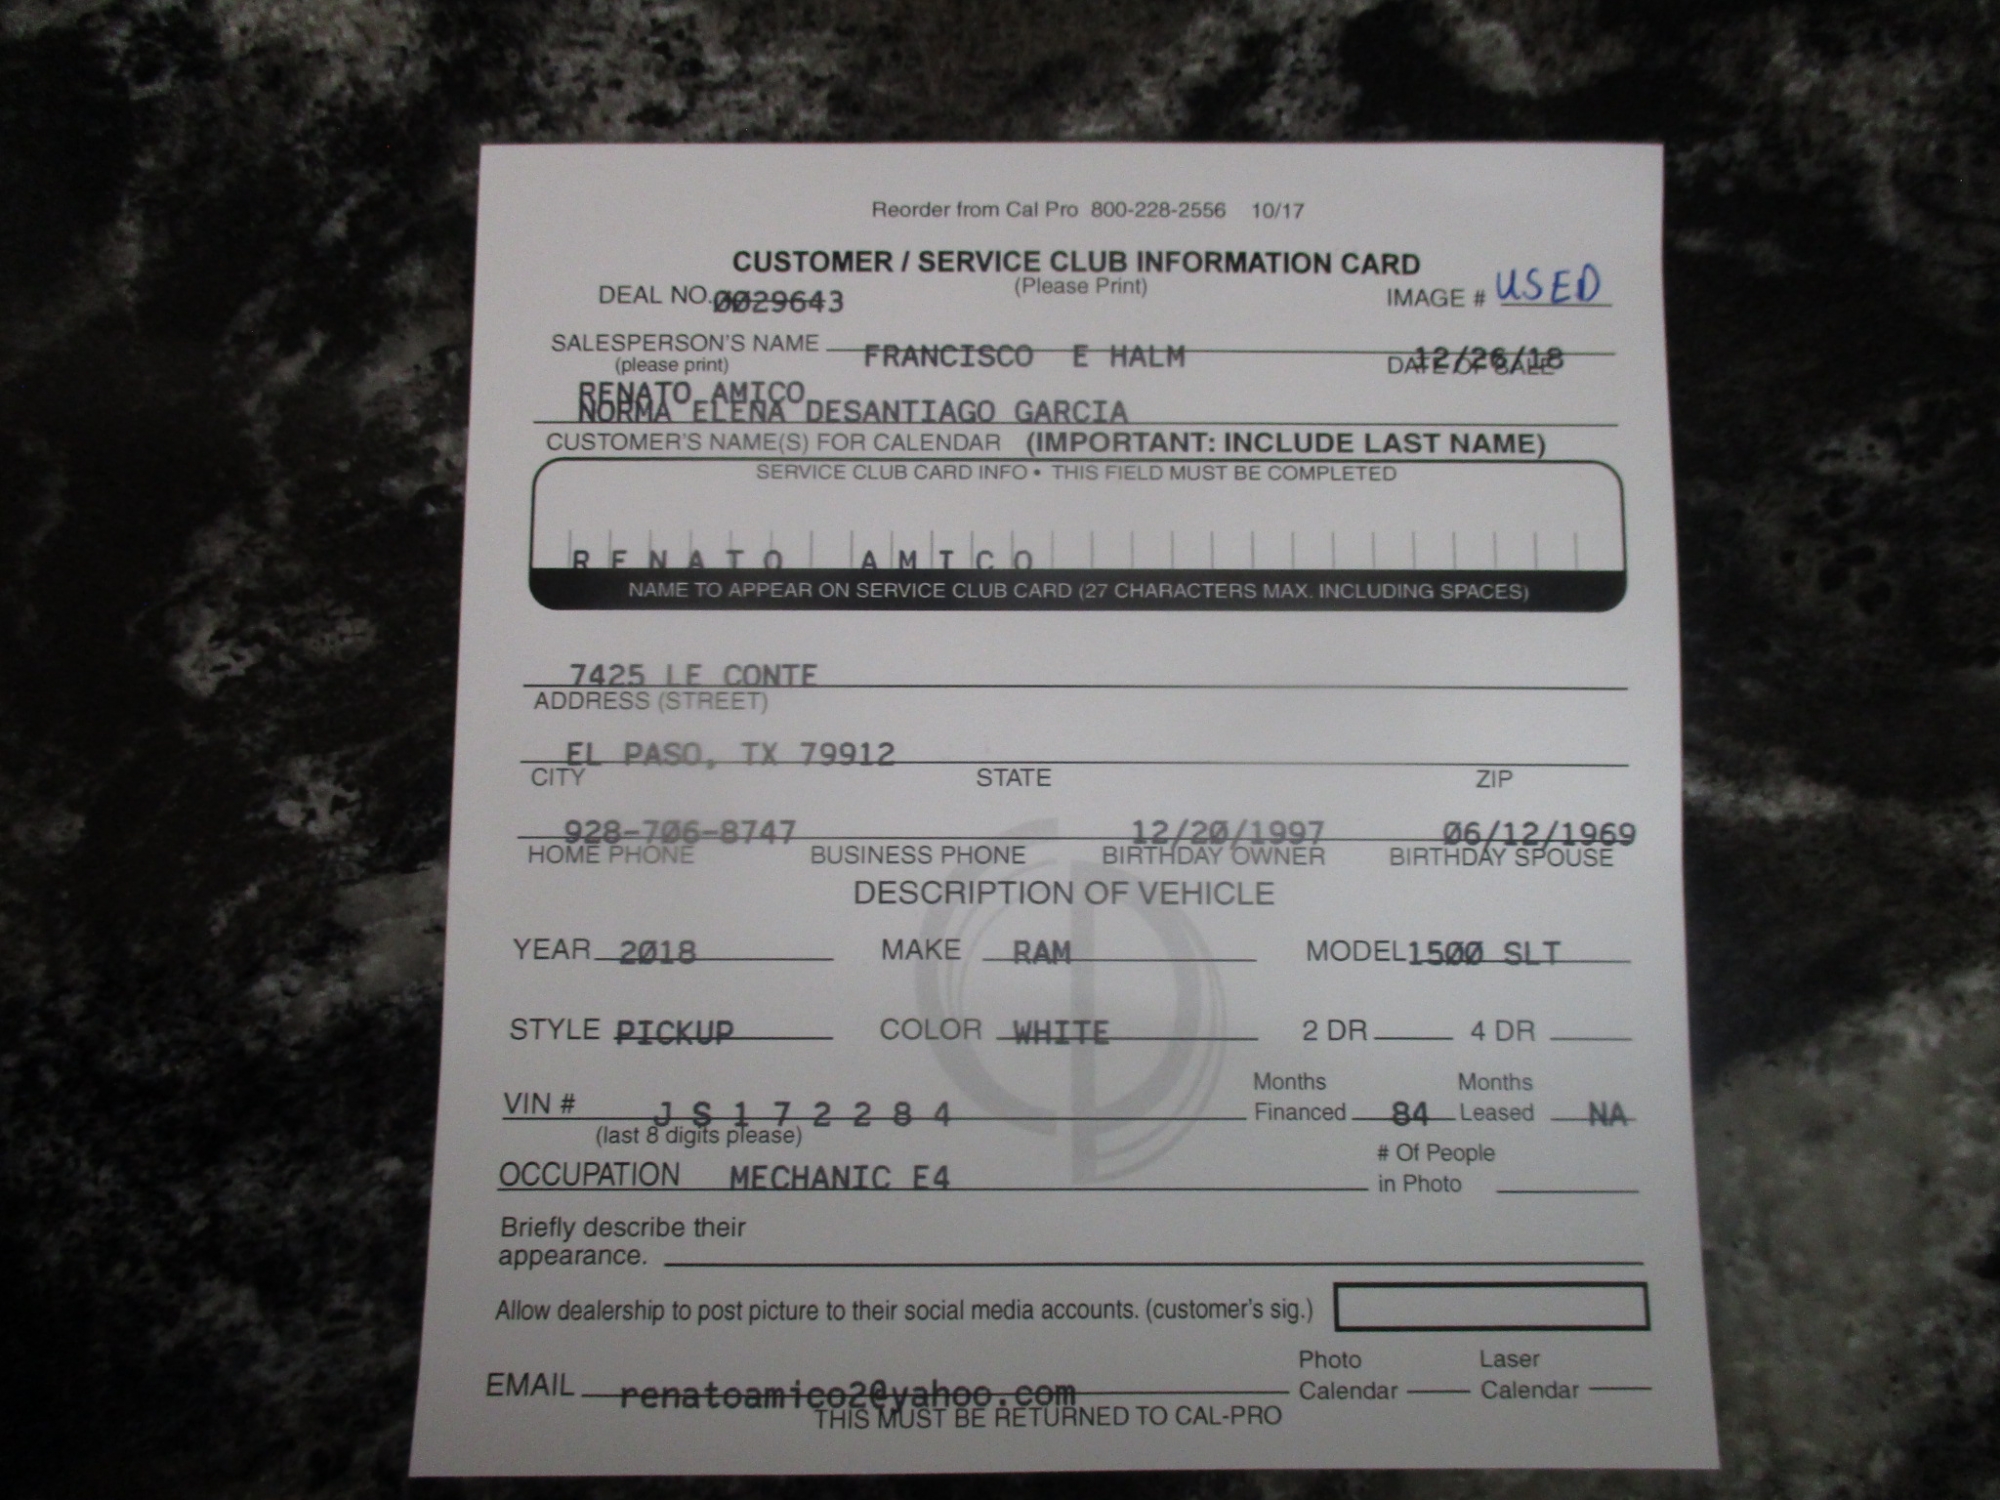 Reorder from Cal Pro 800-228-2556 10/17
CUSTOMER / SERVICE CLUB INFORMATION CARD
(Please Print)
DEAL NO. 0029643 IMAGE # USED
SALESPERSON'S NAME FRANCISCO E HALM 12/26/18
(please print) DATE OF SALE
RENATO AMICO
NORMA ELENA DESANTIAGO GARCIA
CUSTOMER'S NAME(S) FOR CALENDAR (IMPORTANT: INCLUDE LAST NAME)
SERVICE CLUB CARD INFO • THIS FIELD MUST BE COMPLETED
RENATO AMICO
NAME TO APPEAR ON SERVICE CLUB CARD (27 CHARACTERS MAX. INCLUDING SPACES)
7425 LE CONTE
ADDRESS (STREET)
EL PASO, TX 79912
CITY STATE ZIP
928-706-8747 12/20/1997 06/12/1969
HOME PHONE BUSINESS PHONE BIRTHDAY OWNER BIRTHDAY SPOUSE
DESCRIPTION OF VEHICLE
YEAR 2018 MAKE RAM MODEL 1500 SLT
STYLE PICKUP COLOR WHITE 2 DR 4 DR
VIN # JS172284 Months Financed 84 Months Leased NA
(last 8 digits please)
OCCUPATION MECHANIC E4 # Of People in Photo
Briefly describe their
appearance.
Allow dealership to post picture to their social media accounts. (customer's sig.)
EMAIL renatoamico2@yahoo.com Photo Calendar Laser Calendar
THIS MUST BE RETURNED TO CAL-PRO